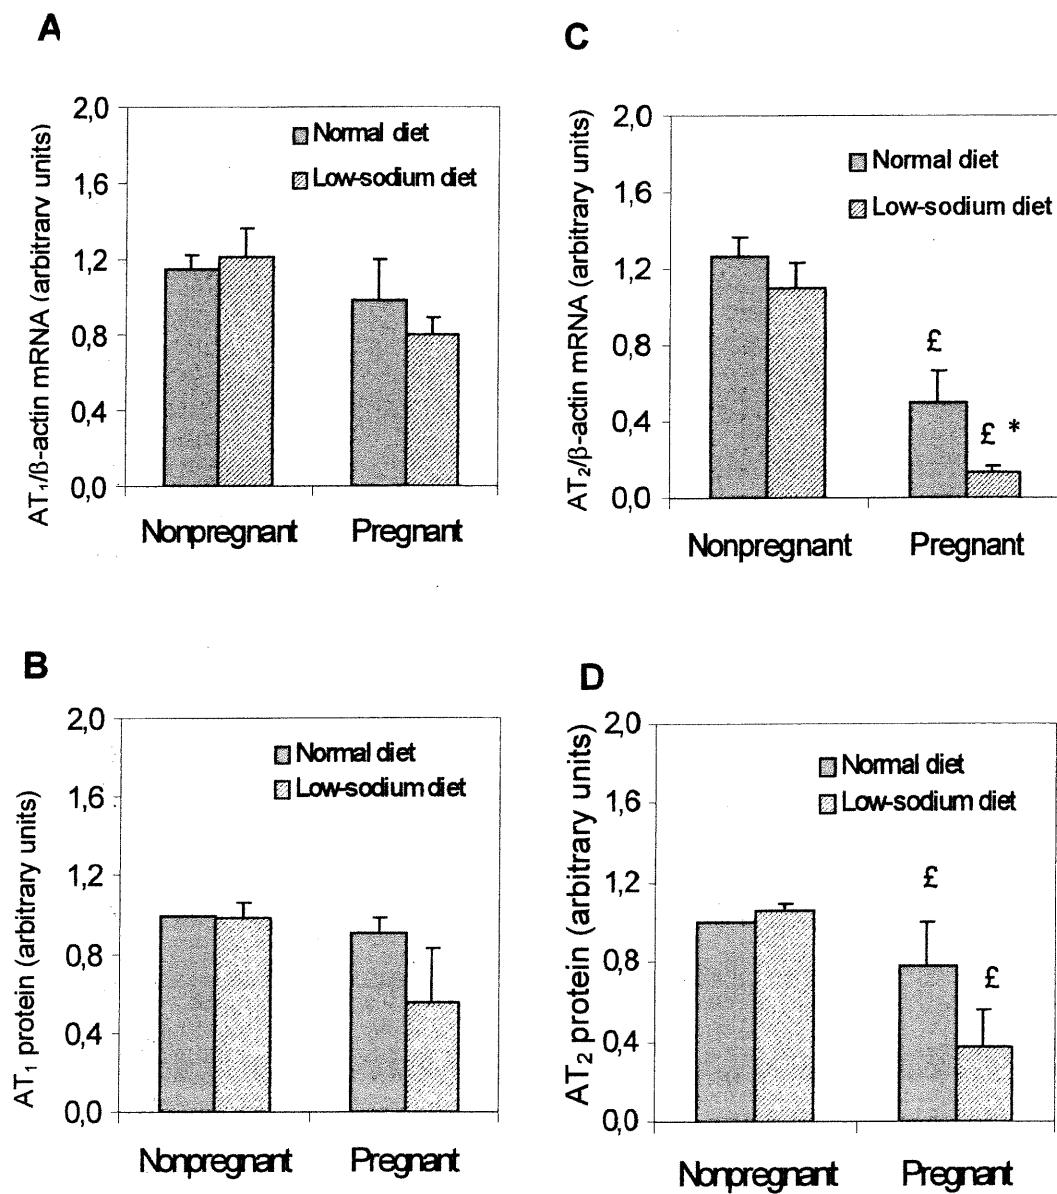 A
AT₁/ß-actin mRNA (arbitrary units)
2,0
1,6
1,2
0,8
0,4
0,0
Normal diet
Low-sodium diet
Nonpregnant Pregnant
C
AT₂/β-actin mRNA (arbitrary units)
2,0
1,6
1,2
0,8
0,4
0,0
Normal diet
Low-sodium diet
£
£ *
Nonpregnant Pregnant
B
AT₁ protein (arbitrary units)
2,0
1,6
1,2
0,8
0,4
0,0
Normal diet
Low-sodium diet
Nonpregnant Pregnant
D
AT₂ protein (arbitrary units)
2,0
1,6
1,2
0,8
0,4
0,0
Normal diet
Low-sodium diet
£
£
Nonpregnant Pregnant